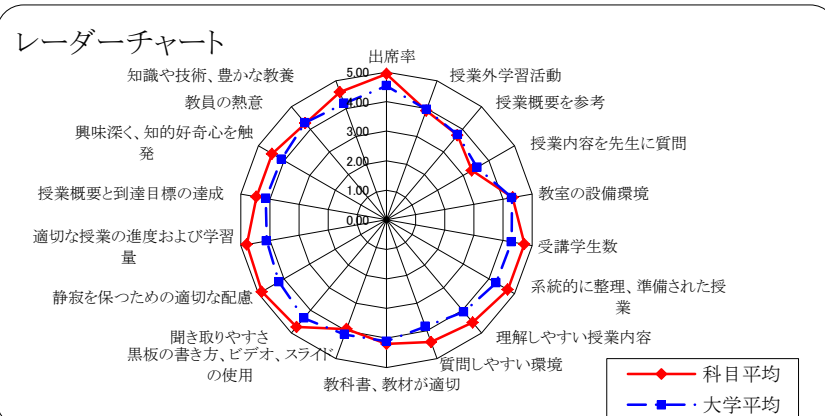 レーダーチャート
出席率
授業外学習活動
授業概要を参考
授業内容を先生に質問
教室の設備環境
受講学生数
系統的に整理、準備された授
業
理解しやすい授業内容
質問しやすい環境
教科書、教材が適切
黒板の書き方、ビデオ、スライド
の使用
聞き取りやすさ
静寂を保つための適切な配慮
適切な授業の進度および学習
量
授業概要と到達目標の達成
興味深く、知的好奇心を触
発
教員の熱意
知識や技術、豊かな教養
5.00
4.00
3.00
2.00
1.00
0.00
科目平均
大学平均